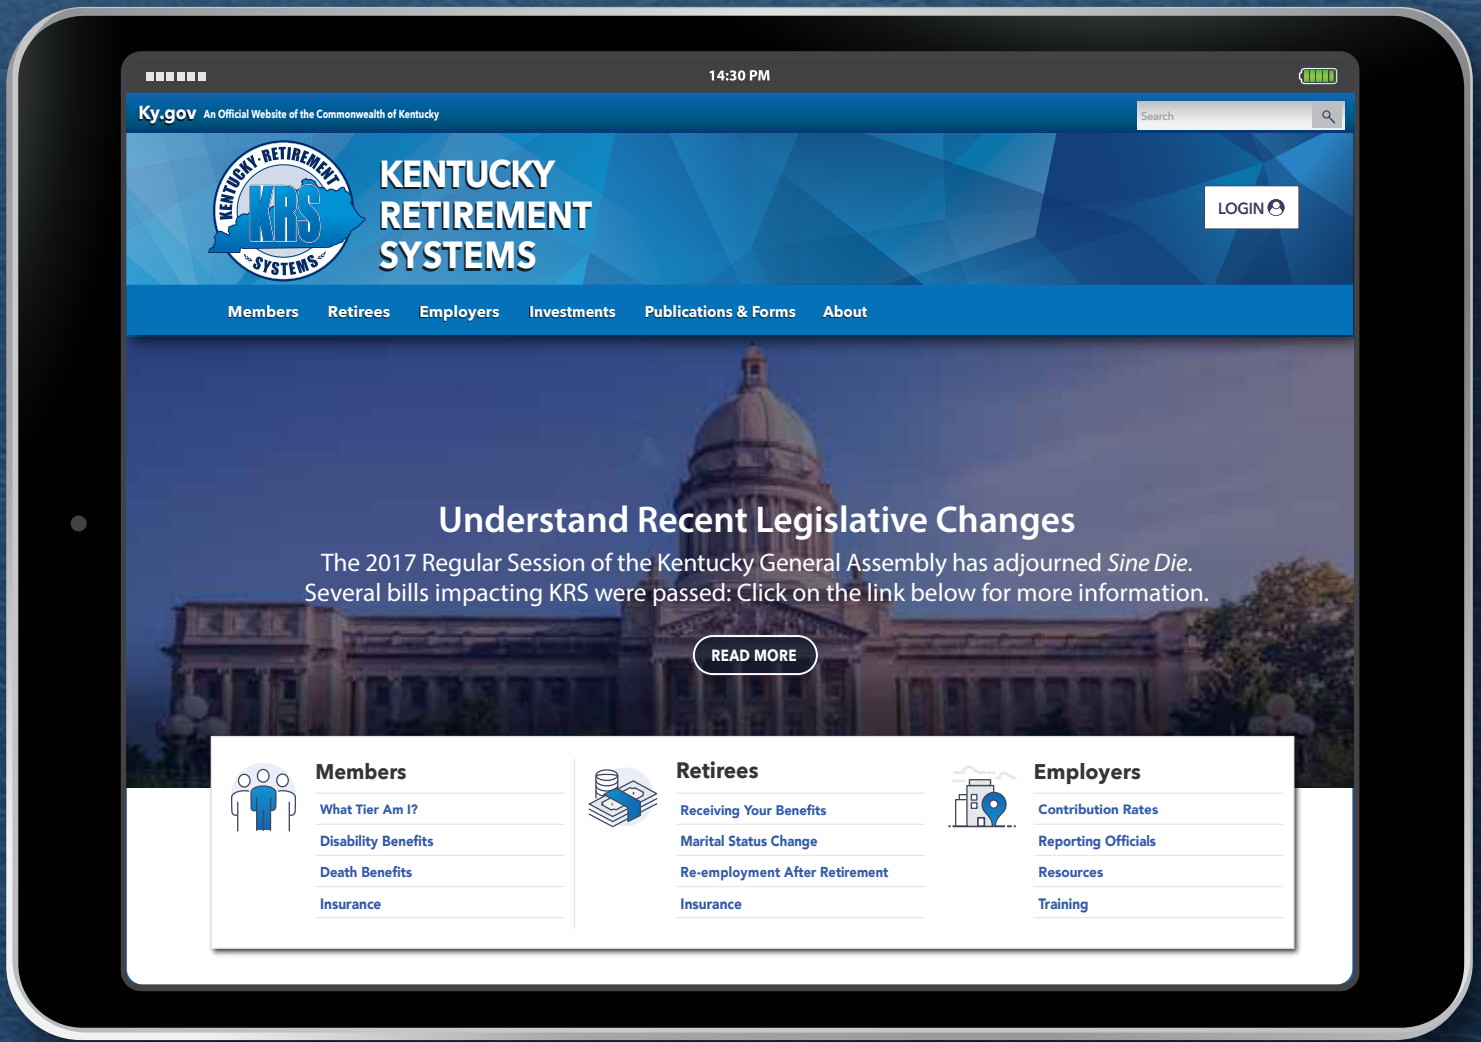 14:30 PM
Ky.gov An Official Website of the Commonwealth of Kentucky
Search
KENTUCKY·RETIREMENT
KRS
SYSTEMS
KENTUCKY
RETIREMENT
SYSTEMS
LOGIN
Members Retirees Employers Investments Publications & Forms About
Understand Recent Legislative Changes
The 2017 Regular Session of the Kentucky General Assembly has adjourned Sine Die.
Several bills impacting KRS were passed: Click on the link below for more information.
READ MORE
Members
What Tier Am I?
Disability Benefits
Death Benefits
Insurance
Retirees
Receiving Your Benefits
Marital Status Change
Re-employment After Retirement
Insurance
Employers
Contribution Rates
Reporting Officials
Resources
Training